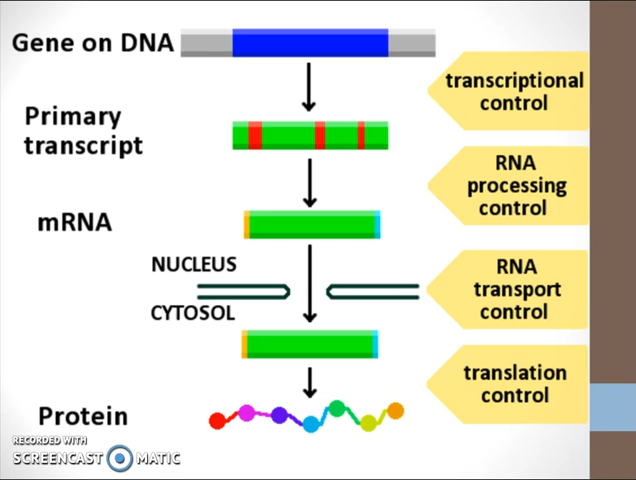 Gene on DNA
transcriptional
control
Primary
transcript
RNA
processing
control
mRNA
NUCLEUS
CYTOSOL
RNA
transport
control
translation
control
Protein
RECORDED WITH
SCREENCAST MATIC